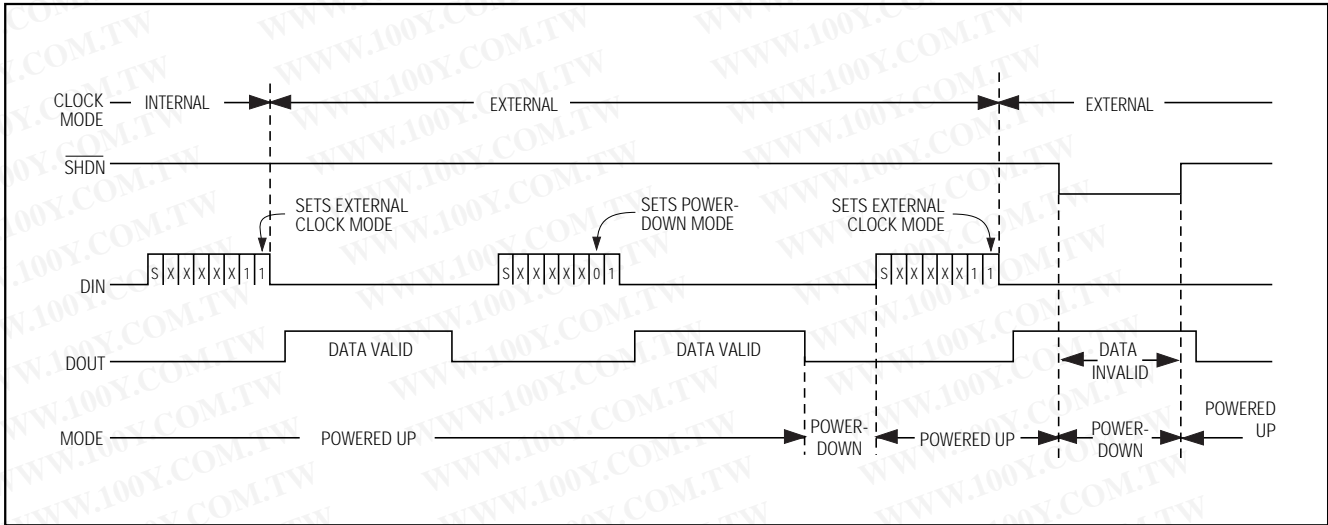 WWW.100Y.COM.TW
CLOCK MODE
INTERNAL
EXTERNAL
EXTERNAL
SHDN
SETS EXTERNAL
CLOCK MODE
SETS POWER-
DOWN MODE
SETS EXTERNAL
CLOCK MODE
DIN
S X X X X X 1 1
S X X X X X 0 1
S X X X X X 1 1
DOUT
DATA VALID
DATA VALID
DATA
INVALID
MODE
POWERED UP
POWER-
DOWN
POWERED UP
POWER-
DOWN
POWERED
UP